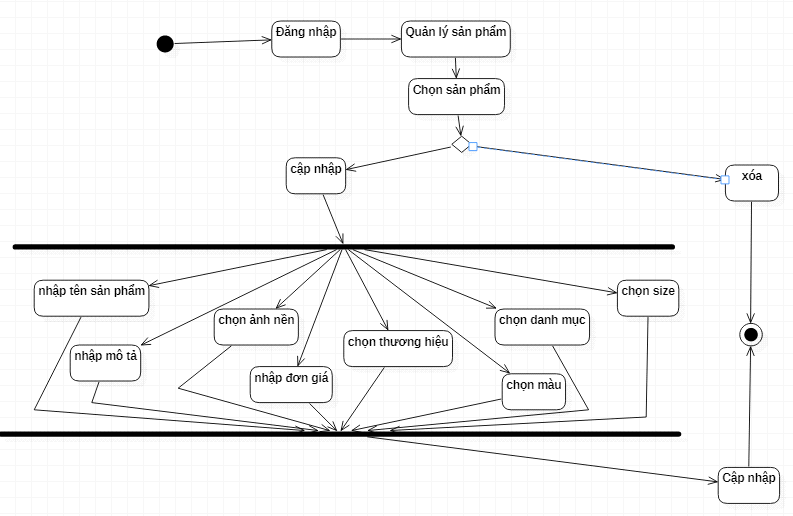 Đăng nhập
Quản lý sản phẩm
Chọn sản phẩm
cập nhập
xóa
nhập tên sản phẩm
chọn size
chọn ảnh nền
chọn danh mục
chọn thương hiệu
nhập mô tả
nhập đơn giá
chọn màu
Cập nhập